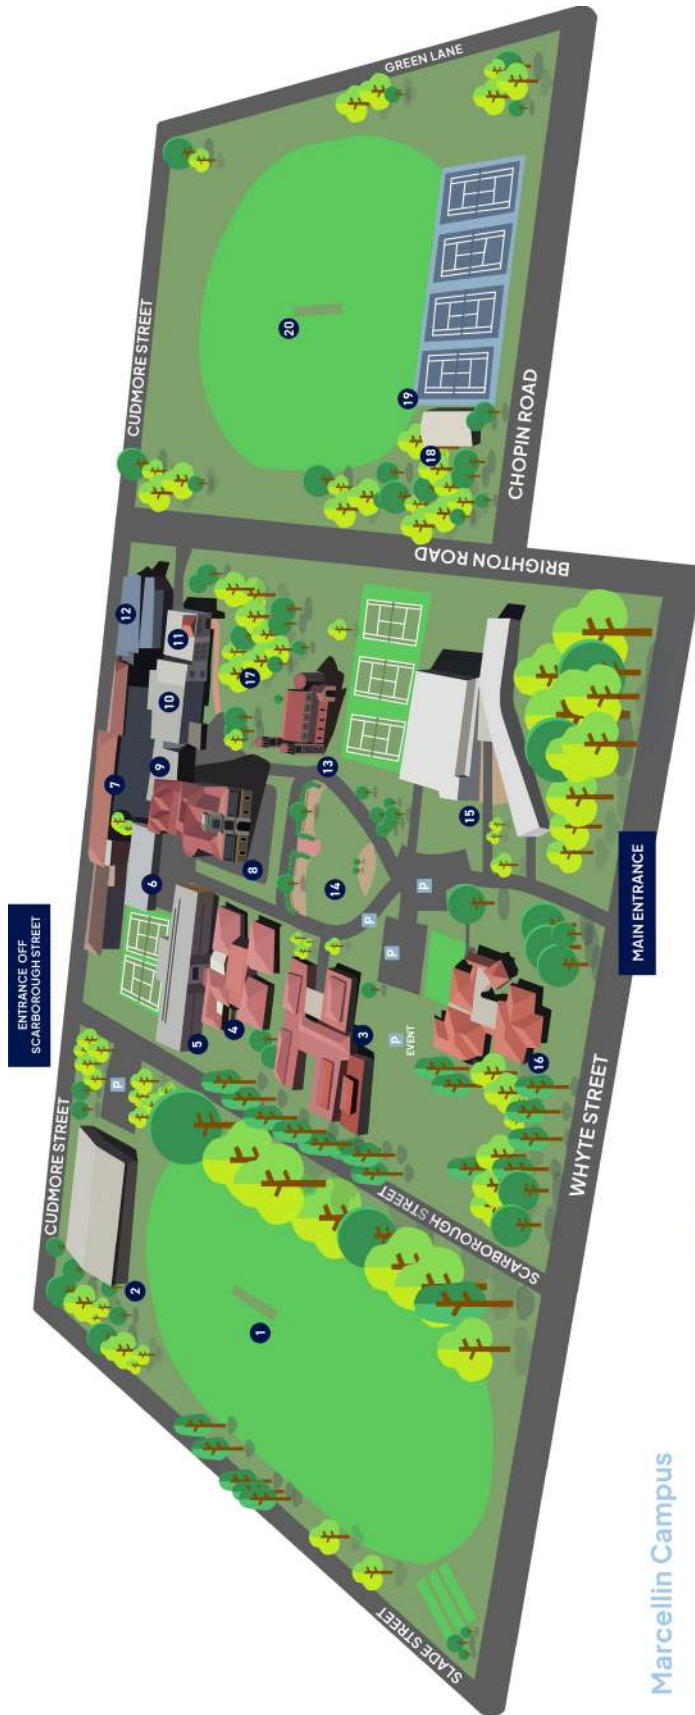 ENTRANCE OFF
SCARBOROUGH STREET
CUDMORE STREET
CUDMORE STREET
GREEN LANE
SLADE STREET
SCARBOROUGH STREET
BRIGHTON ROAD
CHOPIN ROAD
WHYTE STREET
MAIN ENTRANCE
P
P
P
P
P
EVENT
1
2
3
4
5
6
7
8
9
10
11
12
13
14
15
16
17
18
19
20
Marcellin Campus